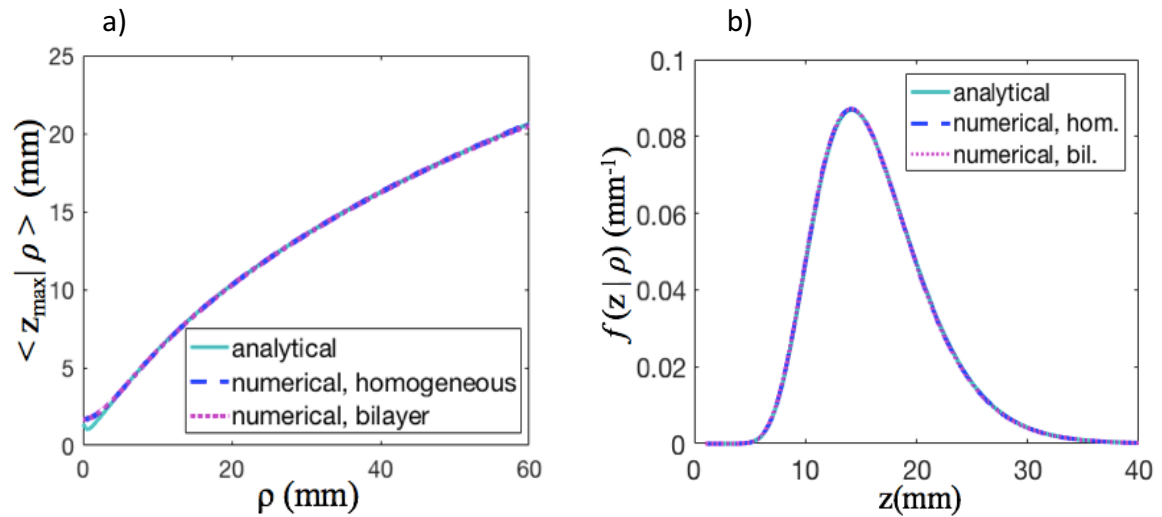 a)
25
20
15
10
5
0
< z_max | ρ > (mm)
analytical
numerical, homogeneous
numerical, bilayer
0 20 40 60
ρ (mm)
b)
0.1
0.08
0.06
0.04
0.02
0
f (z | ρ) (mm⁻¹)
analytical
numerical, hom.
numerical, bil.
0 10 20 30 40
z(mm)